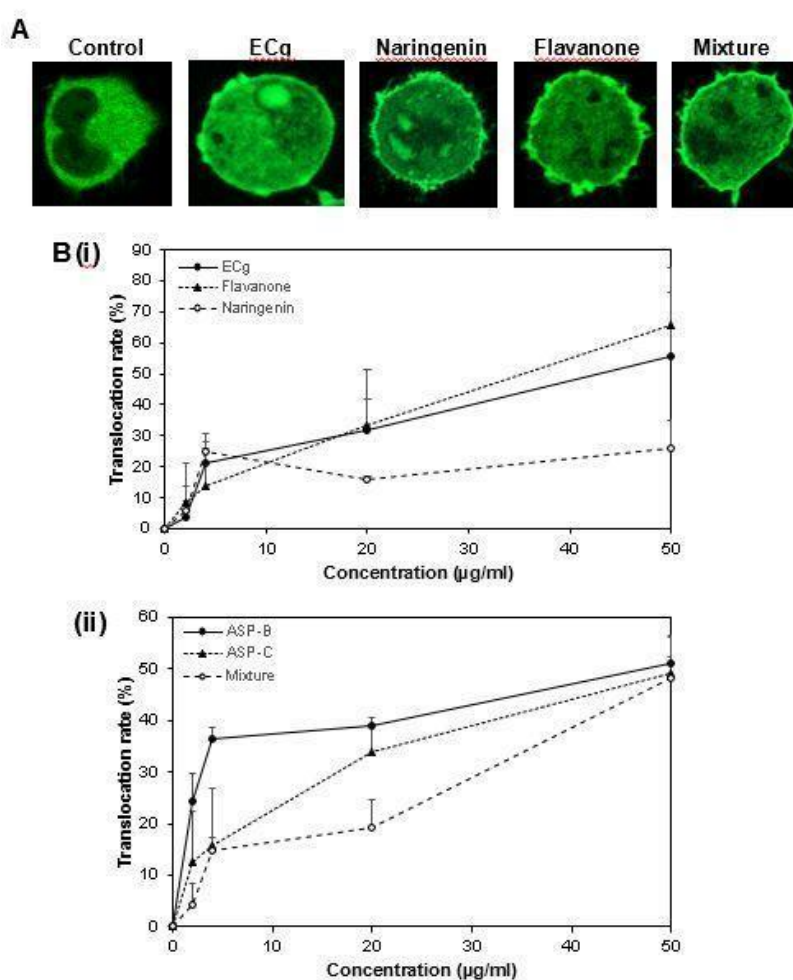 A
Control ECg Naringenin Flavanone Mixture
B (i)
90
80
70
60
50
40
30
20
10
0
Translocation rate (%)
ECg
Flavanone
Naringenin
0 10 20 30 40 50
Concentration (µg/ml)
(ii)
60
50
40
30
20
10
0
Translocation rate (%)
ASP-B
ASP-C
Mixture
0 10 20 30 40 50
Concentration (µg/ml)